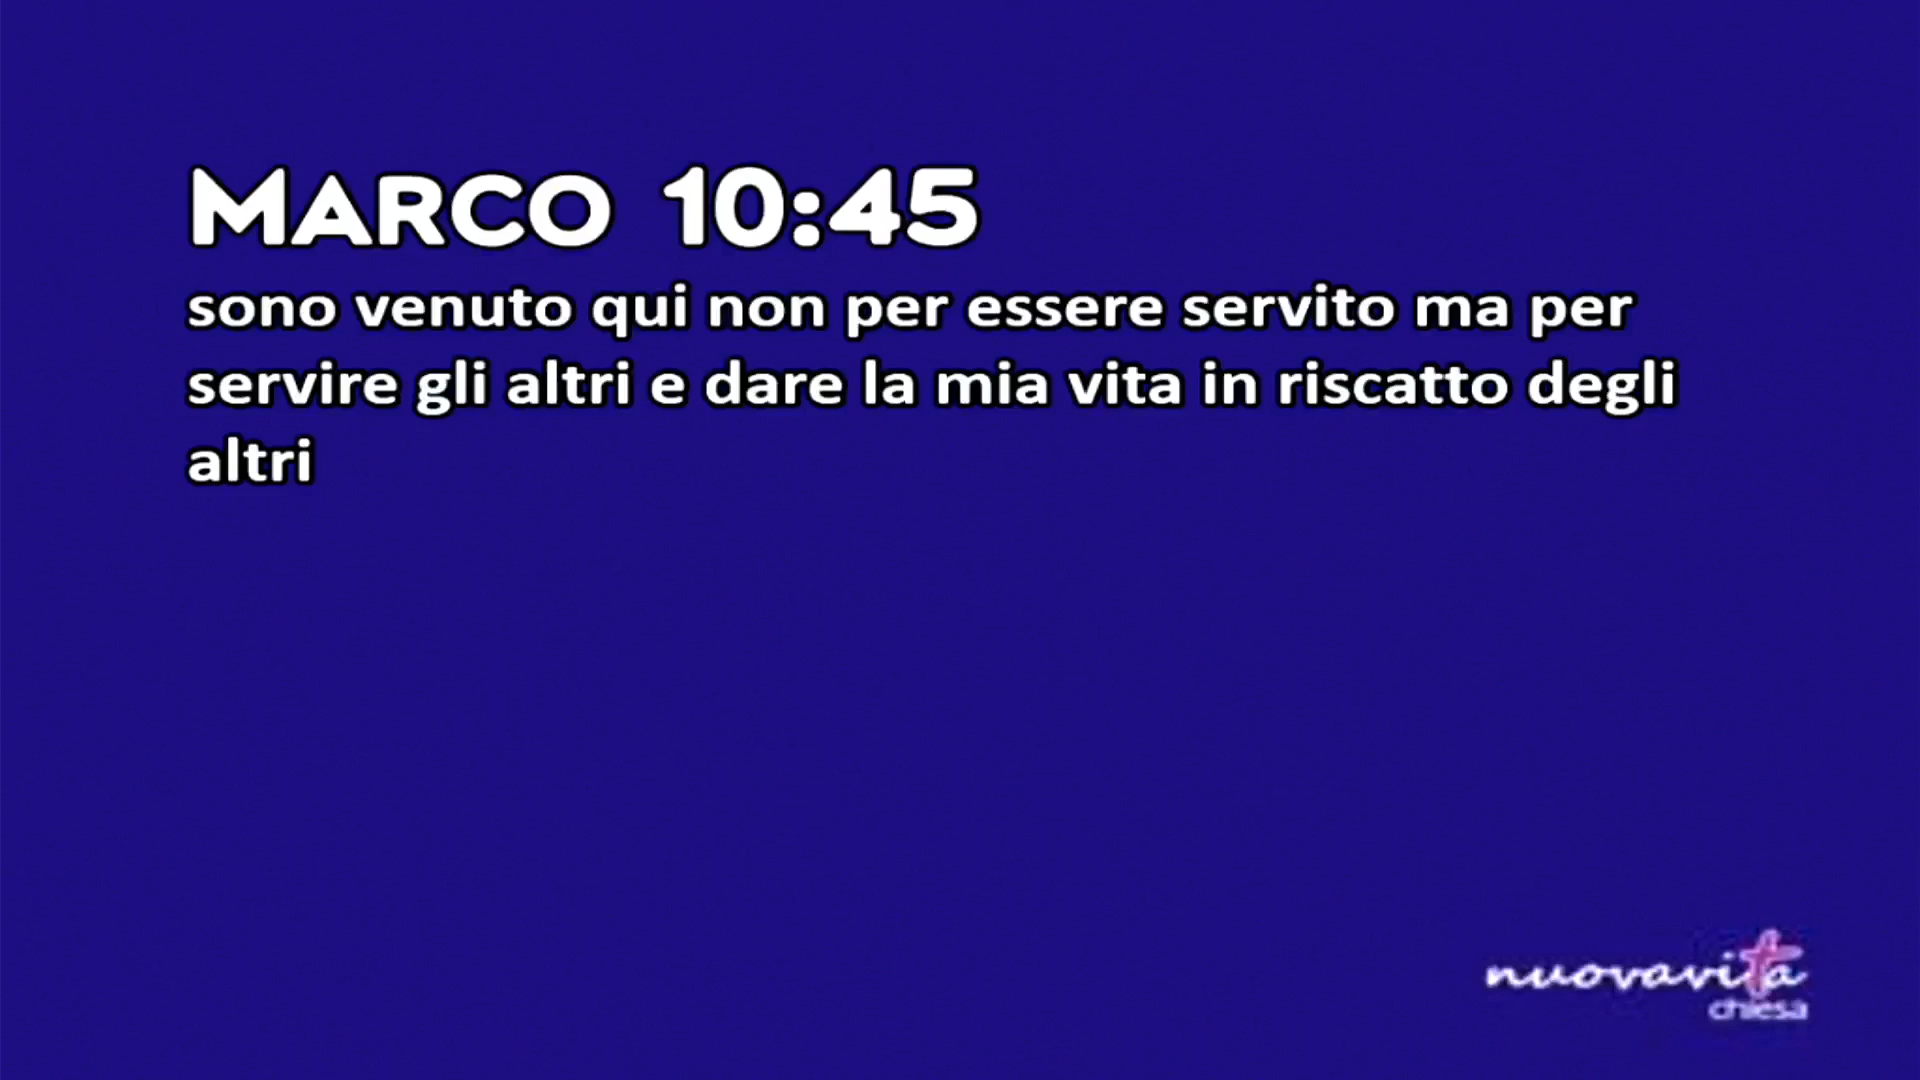 MARCO 10:45
sono venuto qui non per essere servito ma per
servire gli altri e dare la mia vita in riscatto degli
altri
nuovavita
chiesa